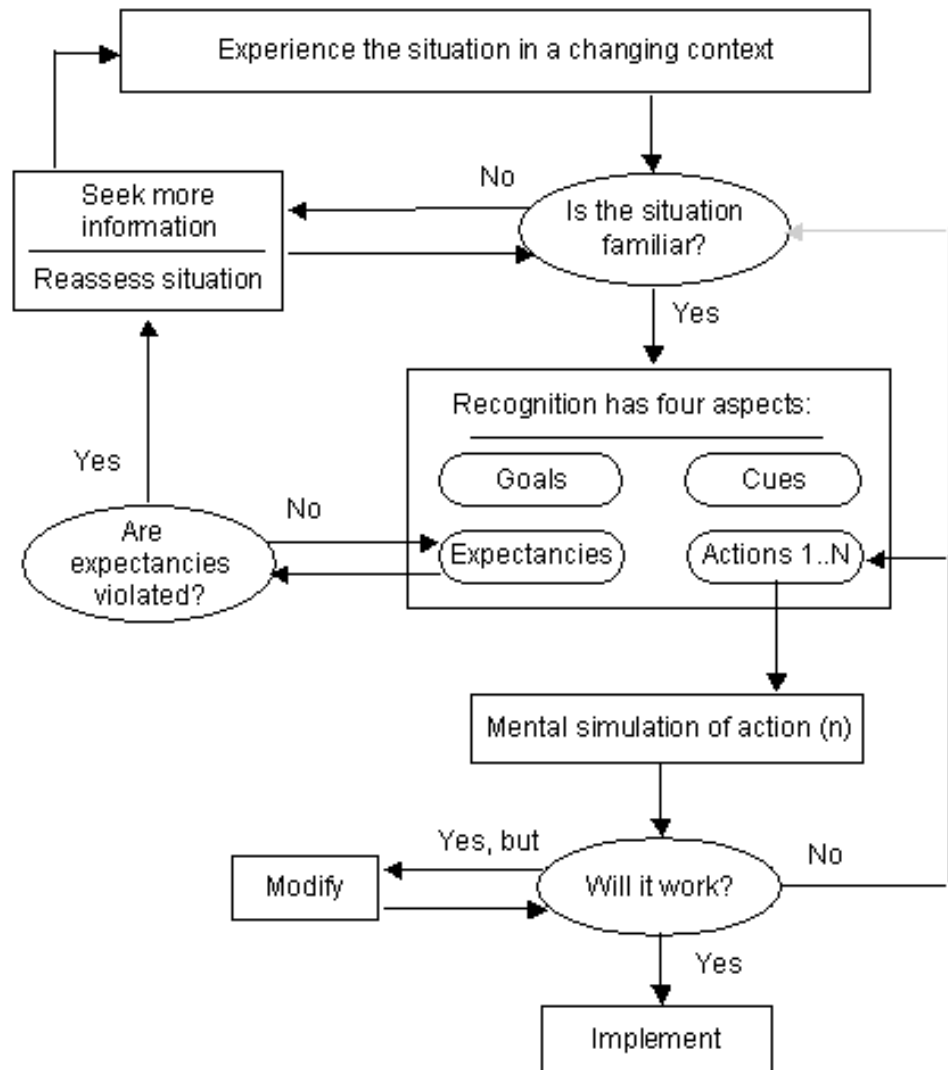 Experience the situation in a changing context
No
Seek more
information
Reassess situation
Is the situation
familiar?
Yes
Recognition has four aspects:
Goals
Cues
Yes
No
Are
expectancies
violated?
Expectancies
Actions 1..N
Mental simulation of action (n)
Yes, but
No
Modify
Will it work?
Yes
Implement